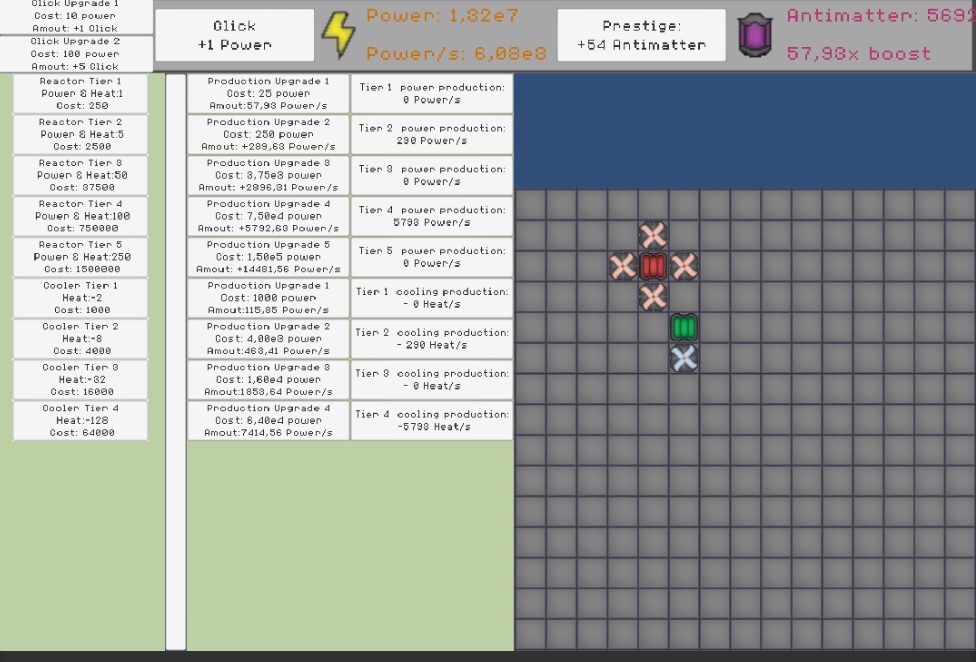 Click Upgrade 1
Cost: 10 power
Amou: +1 Click
Click Upgrade 2
Cost: 100 power
Amout: +5 Click
Click
+1 Power
Power: 1,32e7
Power/s: 6,08e3
Prestige:
+54 Antimatter
Antimatter: 5692
57,93x boost
Reactor Tier 1
Power & Heat:1
Cost: 250
Reactor Tier 2
Power & Heat:5
Cost: 2500
Reactor Tier 3
Power & Heat:50
Cost: 37500
Reactor Tier 4
Power & Heat:100
Cost: 750000
Reactor Tier 5
Power & Heat:250
Cost: 1500000
Cooler Tier 1
Heat:-2
Cost: 1000
Cooler Tier 2
Heat:-8
Cost: 4000
Cooler Tier 3
Heat:-32
Cost: 16000
Cooler Tier 4
Heat:-128
Cost: 64000
Production Upgrade 1
Cost: 25 power
Amout:57,93 Power/s
Production Upgrade 2
Cost: 250 power
Amout: +289,63 Power/s
Production Upgrade 3
Cost: 3,75e3 power
Amout: +2896,31 Power/s
Production Upgrade 4
Cost: 7,50e4 power
Amout: +5792,63 Power/s
Production Upgrade 5
Cost: 1,50e5 power
Amout: +14481,56 Power/s
Production Upgrade 1
Cost: 1000 power
Amout:115,85 Power/s
Production Upgrade 2
Cost: 4,00e3 power
Amout:463,41 Power/s
Production Upgrade 3
Cost: 1,60e4 power
Amout:1853,64 Power/s
Production Upgrade 4
Cost: 6,40e4 power
Amout:7414,56 Power/s
Tier 1 power production:
0 Power/s
Tier 2 power production:
290 Power/s
Tier 3 power production:
0 Power/s
Tier 4 power production:
5793 Power/s
Tier 5 power production:
0 Power/s
Tier 1 cooling production:
- 0 Heat/s
Tier 2 cooling production:
- 290 Heat/s
Tier 3 cooling production:
- 0 Heat/s
Tier 4 cooling production:
-5793 Heat/s